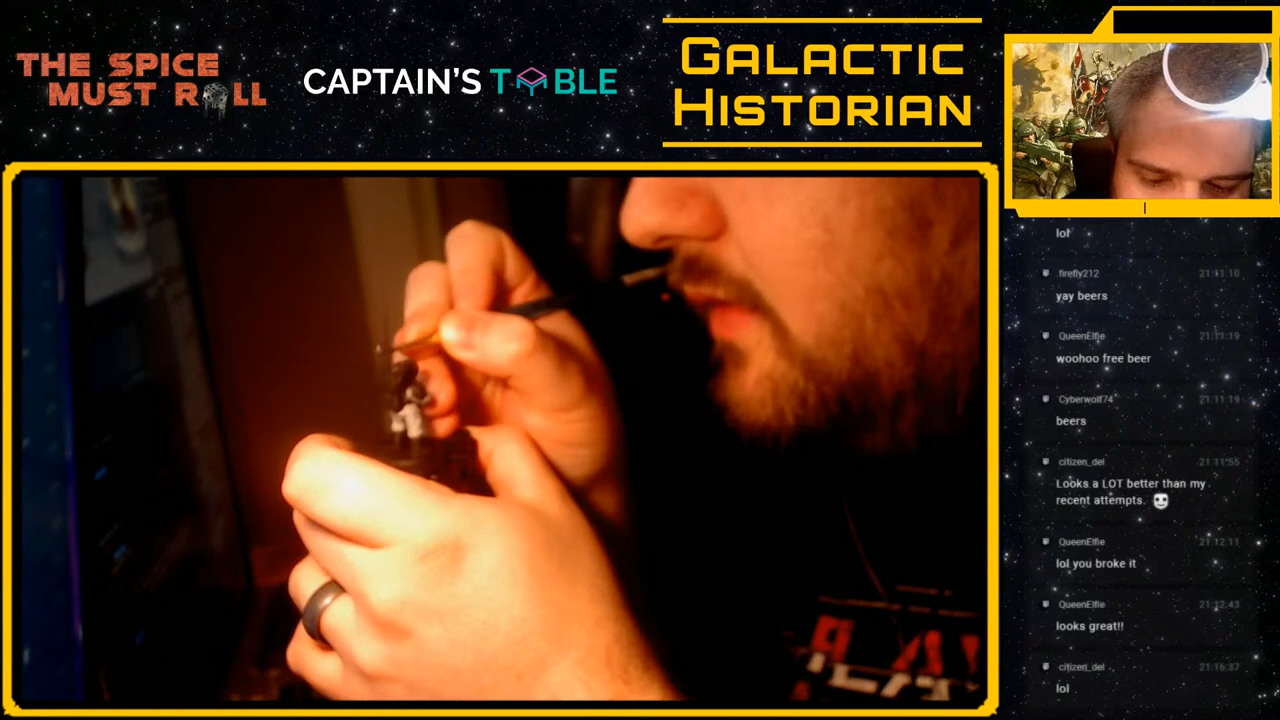 THE SPICE
MUST ROLL
CAPTAIN'S TABLE
GALACTIC
HISTORIAN
lol
firefly212 21:11:10
yay beers
QueenElfie 21:11:19
woohoo free beer
Cyberwolf74 21:11:19
beers
citizen_del 21:11:55
Looks a LOT better than my
recent attempts.
QueenElfie 21:12:11
lol you broke it
QueenElfie 21:12:43
looks great!!
citizen_del 21:16:37
lol